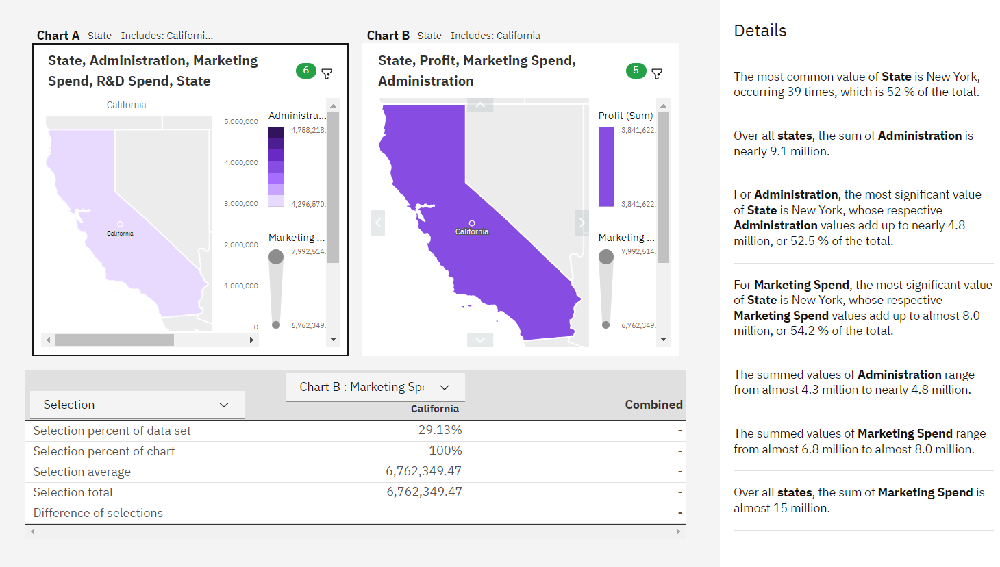 Chart A State - Includes: Californi...
State, Administration, Marketing
Spend, R&D Spend, State
6
California
5,000,000
4,000,000
3,000,000
2,000,000
1,000,000
0
California
Administra...
4,758,218.
4,296,570.
Marketing ...
7,992,514.
6,762,349.
Chart B State - Includes: California
State, Profit, Marketing Spend,
Administration
5
California
Profit (Sum)
3,841,622.
3,841,622.
Marketing ...
7,992,514.
6,762,349.
Chart B : Marketing Spe
Selection
California
Combined
Selection percent of data set 29.13% -
Selection percent of chart 100% -
Selection average 6,762,349.47 -
Selection total 6,762,349.47 -
Difference of selections -
Details
The most common value of State is New York,
occurring 39 times, which is 52 % of the total.
Over all states, the sum of Administration is
nearly 9.1 million.
For Administration, the most significant value
of State is New York, whose respective
Administration values add up to nearly 4.8
million, or 52.5 % of the total.
For Marketing Spend, the most significant value
of State is New York, whose respective
Marketing Spend values add up to almost 8.0
million, or 54.2 % of the total.
The summed values of Administration range
from almost 4.3 million to nearly 4.8 million.
The summed values of Marketing Spend range
from almost 6.8 million to almost 8.0 million.
Over all states, the sum of Marketing Spend is
almost 15 million.